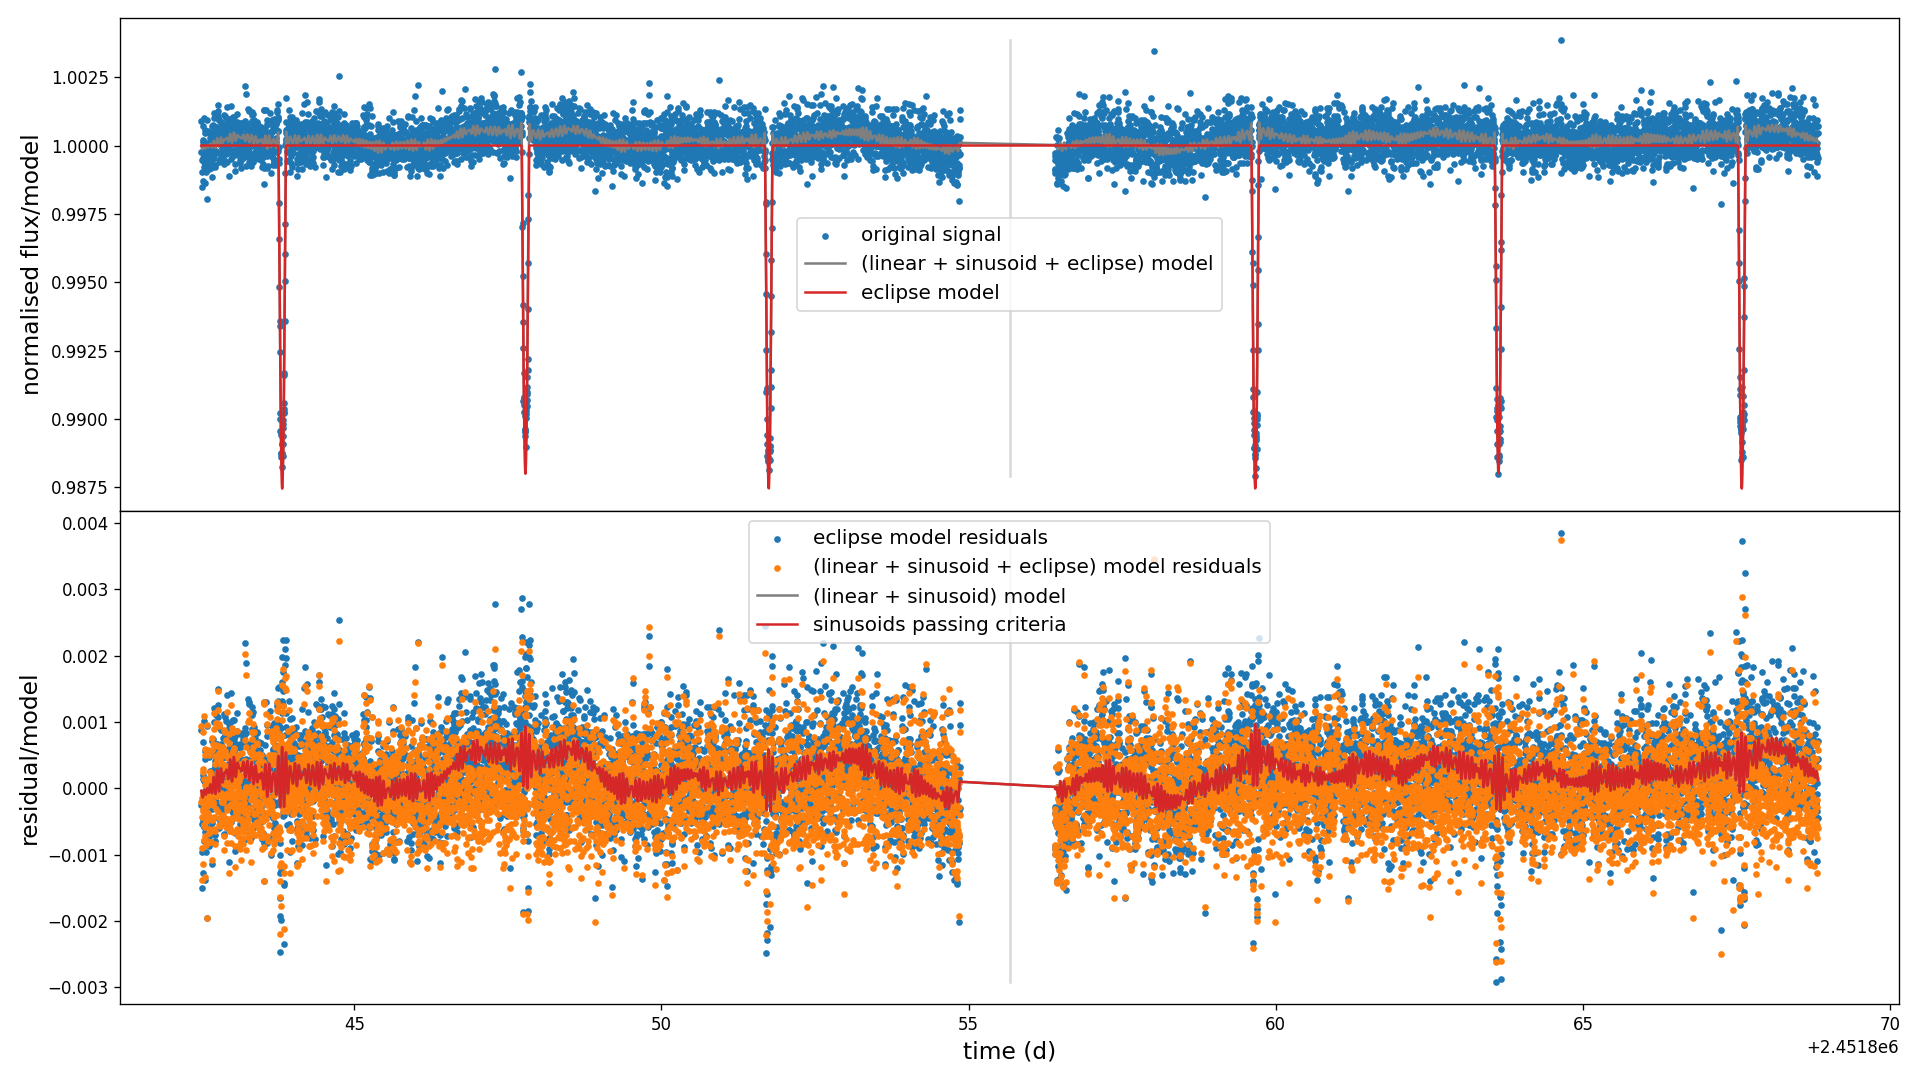 normalised flux/model
1.0025
1.0000
0.9975
0.9950
0.9925
0.9900
0.9875
original signal
(linear + sinusoid + eclipse) model
eclipse model
residual/model
0.004
0.003
0.002
0.001
0.000
−0.001
−0.002
−0.003
eclipse model residuals
(linear + sinusoid + eclipse) model residuals
(linear + sinusoid) model
sinusoids passing criteria
45 50 55 60 65 70
time (d)
+2.4518e6